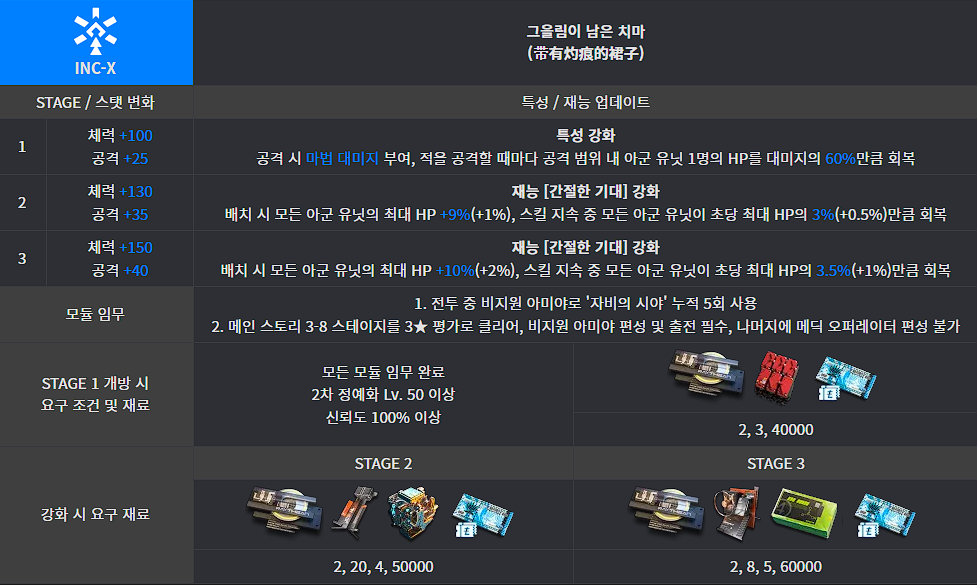 INC-X
그을림이 남은 치마
(带有灼痕的裙子)
STAGE / 스탯 변화
특성 / 재능 업데이트
1
체력 +100
공격 +25
특성 강화
공격 시 마법 대미지 부여, 적을 공격할 때마다 공격 범위 내 아군 유닛 1명의 HP를 대미지의 60%만큼 회복
2
체력 +130
공격 +35
재능 [간절한 기대] 강화
배치 시 모든 아군 유닛의 최대 HP +9%(+1%), 스킬 지속 중 모든 아군 유닛이 초당 최대 HP의 3%(+0.5%)만큼 회복
3
체력 +150
공격 +40
재능 [간절한 기대] 강화
배치 시 모든 아군 유닛의 최대 HP +10%(+2%), 스킬 지속 중 모든 아군 유닛이 초당 최대 HP의 3.5%(+1%)만큼 회복
모듈 임무
1. 전투 중 비지원 아미야로 '자비의 시야' 누적 5회 사용
2. 메인 스토리 3-8 스테이지를 3★ 평가로 클리어, 비지원 아미야 편성 및 출전 필수, 나머지에 메딕 오퍼레이터 편성 불가
STAGE 1 개방 시
요구 조건 및 재료
모든 모듈 임무 완료
2차 정예화 Lv. 50 이상
신뢰도 100% 이상
2, 3, 40000
강화 시 요구 재료
STAGE 2
STAGE 3
2, 20, 4, 50000
2, 8, 5, 60000